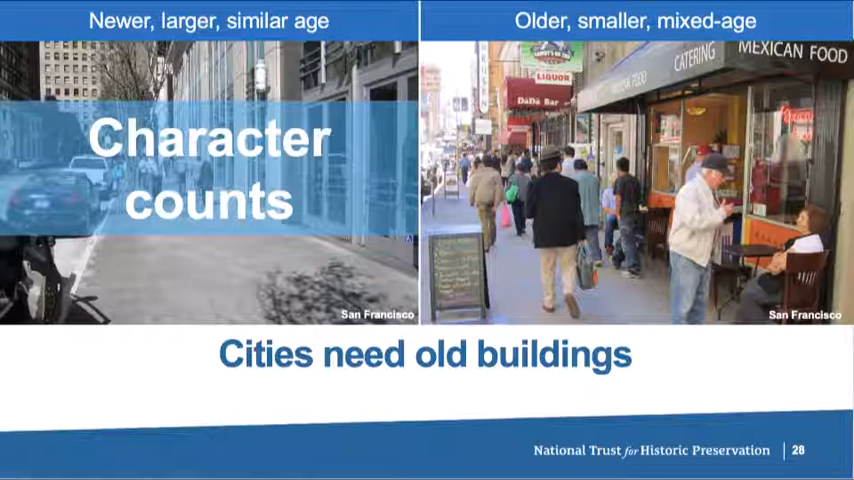 Newer, larger, similar age
Older, smaller, mixed-age
Character
counts
LIQUOR
DaDa Bar
CATERING
MEXICAN FOOD
San Francisco
San Francisco
Cities need old buildings
National Trust for Historic Preservation | 28